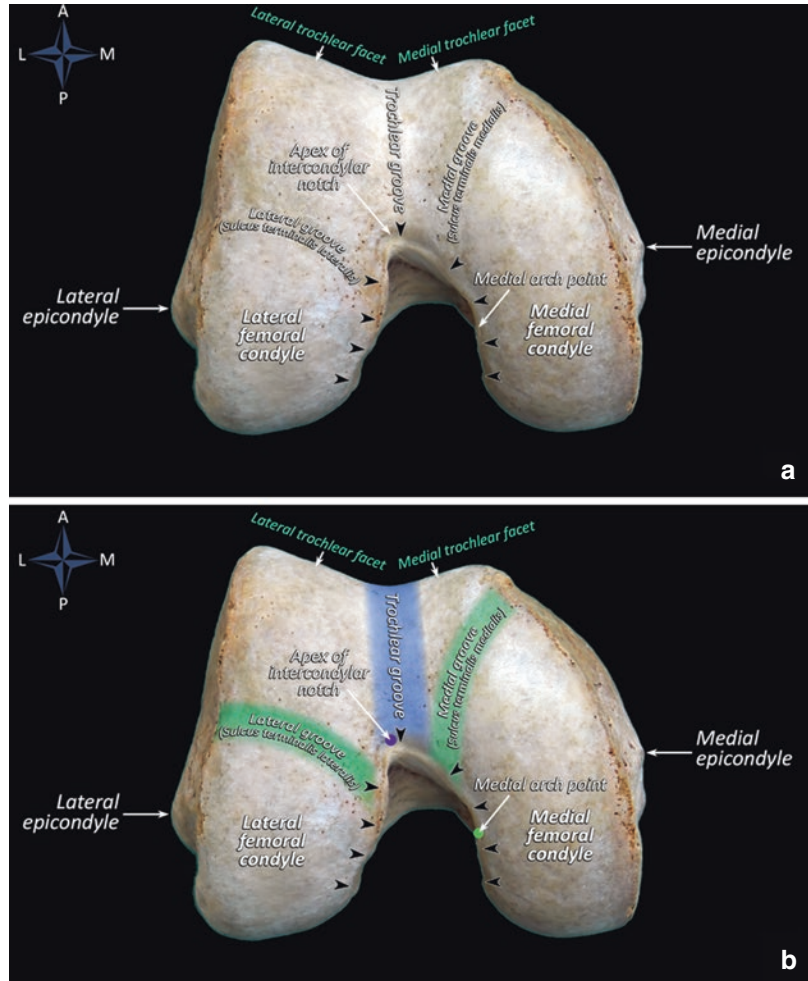 A
L
M
P
Lateral trochlear facet
Medial trochlear facet
Trochlear groove
Apex of
intercondylar
notch
Medial groove
(Sulcus terminalis medialis)
Lateral groove
(Sulcus terminalis lateralis)
Medial
epicondyle
Medial arch point
Lateral
epicondyle
Lateral
femoral
condyle
Medial
femoral
condyle
a
A
L
M
P
Lateral trochlear facet
Medial trochlear facet
Trochlear groove
Apex of
intercondylar
notch
Medial groove
(Sulcus terminalis medialis)
Lateral groove
(Sulcus terminalis lateralis)
Medial
epicondyle
Medial arch point
Lateral
epicondyle
Lateral
femoral
condyle
Medial
femoral
condyle
b